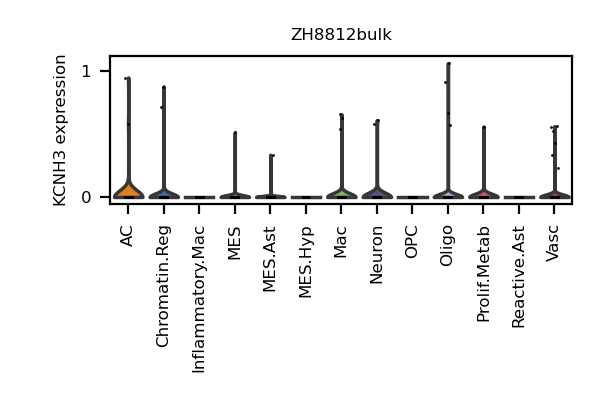 ZH8812bulk
KCNH3 expression
1
0
AC
Chromatin.Reg
Inflammatory.Mac
MES
MES.Ast
MES.Hyp
Mac
Neuron
OPC
Oligo
Prolif.Metab
Reactive.Ast
Vasc